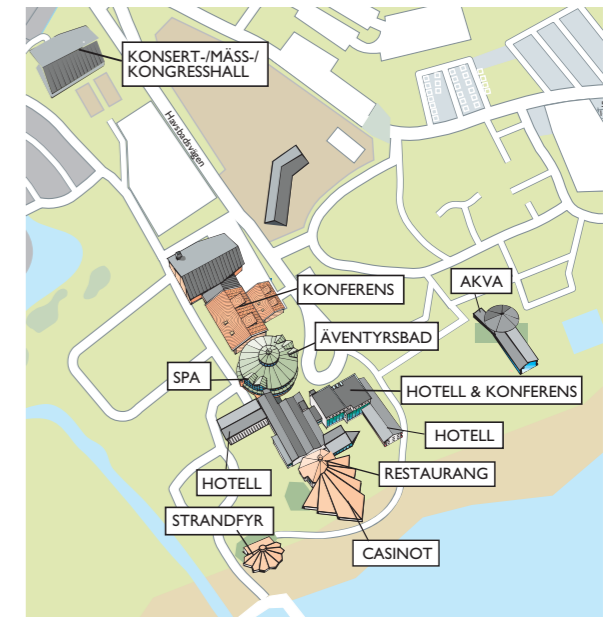 KONSERT-/MÄSS-/
KONGRESSHALL
Havsbadsvägen
KONFERENS
AKVA
ÄVENTYRSBAD
SPA
HOTELL & KONFERENS
HOTELL
RESTAURANG
HOTELL
STRANDFYR
CASINOT